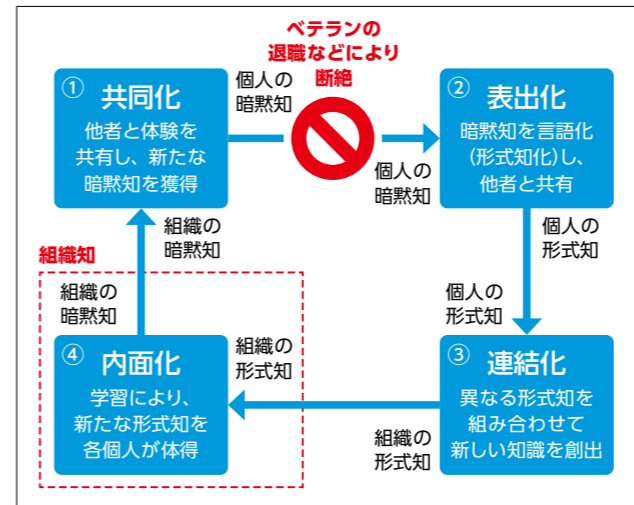 ベテランの
退職などにより
断絶
① 共同化
他者と体験を
共有し、新たな
暗黙知を獲得
個人の
暗黙知
個人の
暗黙知
② 表出化
暗黙知を言語化
(形式知化)し、
他者と共有
個人の
形式知
個人の
形式知
③ 連結化
異なる形式知を
組み合わせて
新しい知識を創出
組織の
形式知
組織の
形式知
組織知
④ 内面化
学習により、
新たな形式知を
各個人が体得
組織の
暗黙知
組織の
暗黙知